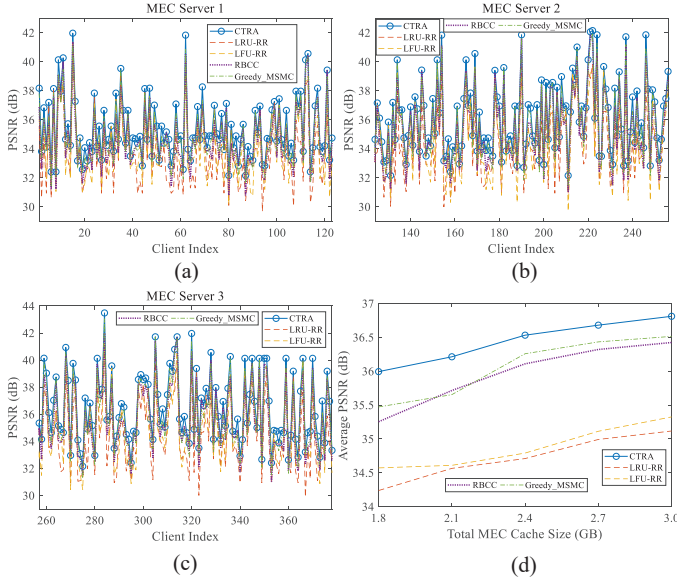 MEC Server 1
PSNR (dB)
42
40
38
36
34
32
30
CTRA
LRU-RR
LFU-RR
RBCC
Greedy_MSMC
20 40 60 80 100 120
Client Index
(a)
MEC Server 2
PSNR (dB)
42
40
38
36
34
32
30
CTRA
LRU-RR
LFU-RR
RBCC Greedy_MSMC
140 160 180 200 220 240
Client Index
(b)
MEC Server 3
PSNR (dB)
44
42
40
38
36
34
32
30
RBCC Greedy_MSMC
CTRA
LRU-RR
LFU-RR
260 280 300 320 340 360
Client Index
(c)
Average PSNR (dB)
37
36.5
36
35.5
35
34.5
34
CTRA
LRU-RR
LFU-RR
RBCC Greedy_MSMC
1.8 2.1 2.4 2.7 3.0
Total MEC Cache Size (GB)
(d)